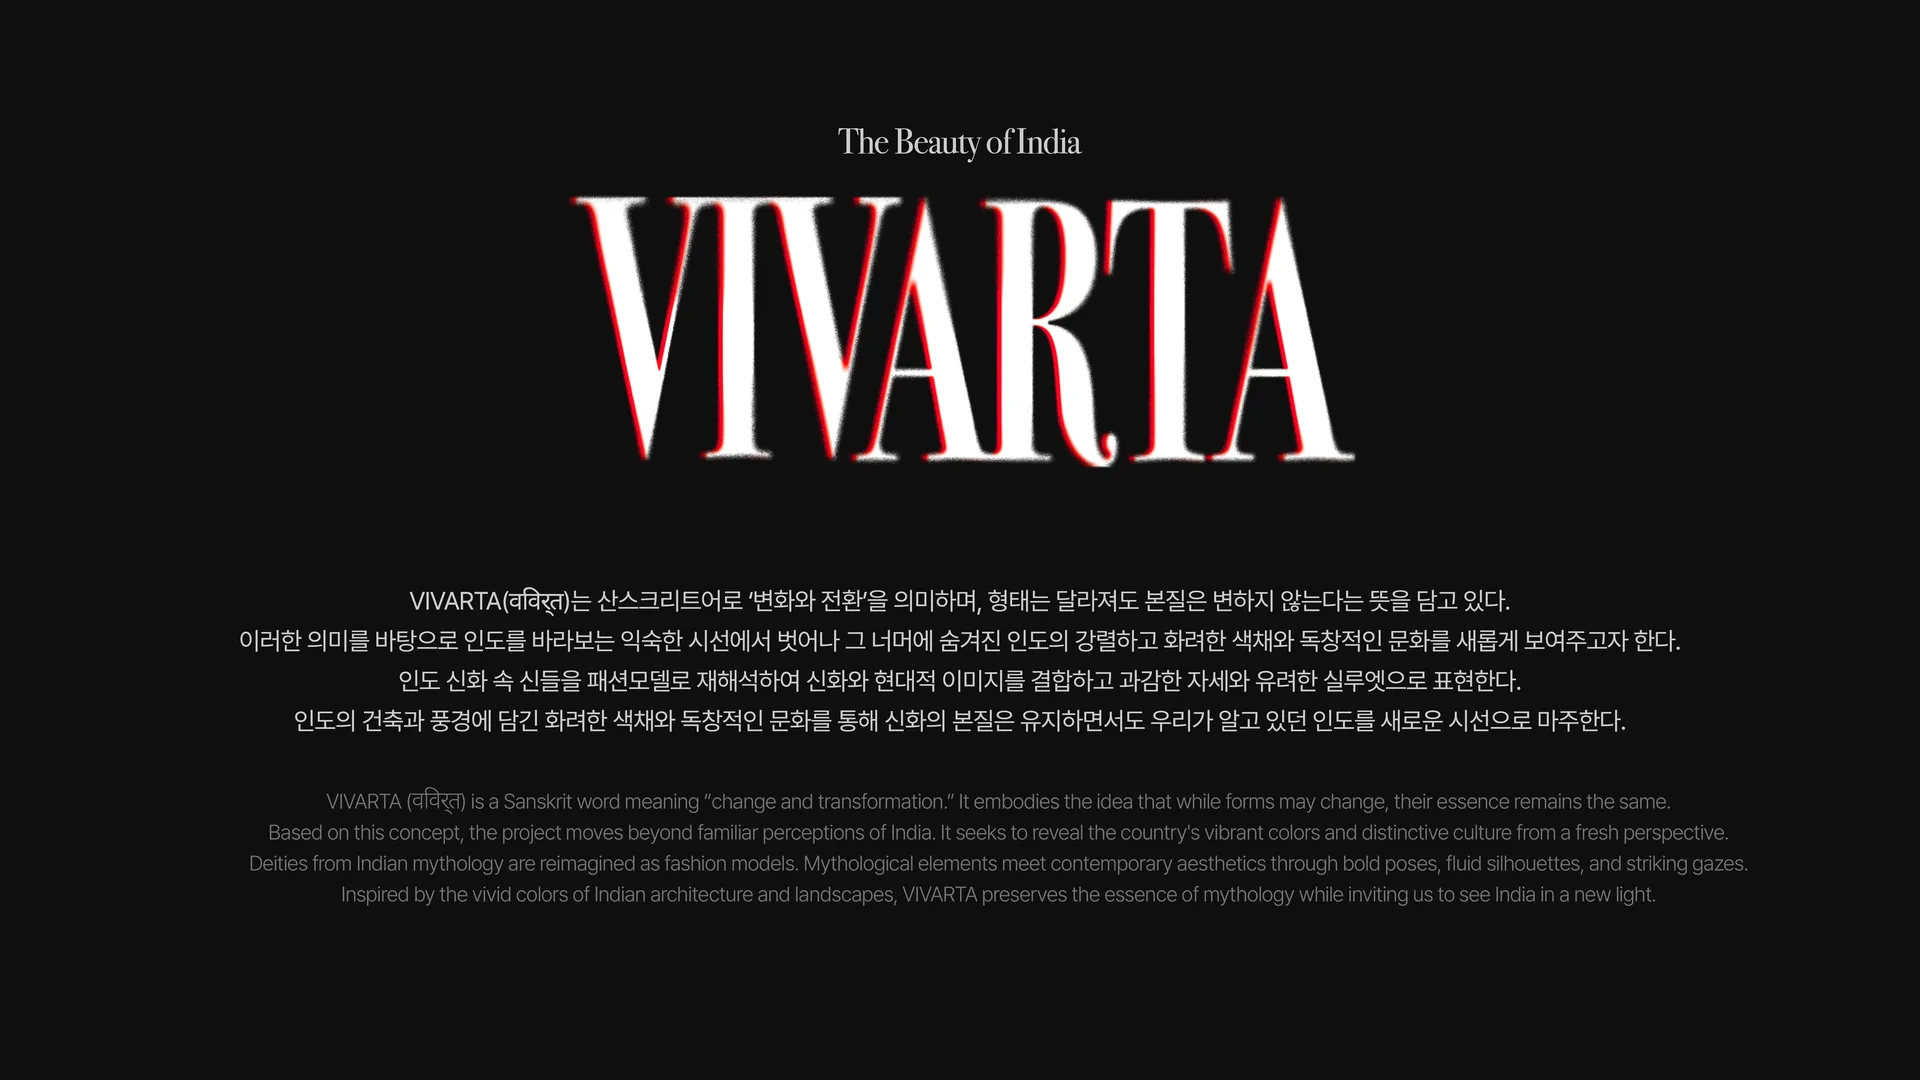 The Beauty of India
VIVARTA
VIVARTA(वविर्त)는 산스크리트어로 ‘변화와 전환’을 의미하며, 형태는 달라져도 본질은 변하지 않는다는 뜻을 담고 있다.
이러한 의미를 바탕으로 인도를 바라보는 익숙한 시선에서 벗어나 그 너머에 숨겨진 인도의 강렬하고 화려한 색채와 독창적인 문화를 새롭게 보여주고자 한다.
인도 신화 속 신들을 패션모델로 재해석하여 신화와 현대적 이미지를 결합하고 과감한 자세와 유려한 실루엣으로 표현한다.
인도의 건축과 풍경에 담긴 화려한 색채와 독창적인 문화를 통해 신화의 본질은 유지하면서도 우리가 알고 있던 인도를 새로운 시선으로 마주한다.
VIVARTA (वविर्त) is a Sanskrit word meaning “change and transformation.” It embodies the idea that while forms may change, their essence remains the same.
Based on this concept, the project moves beyond familiar perceptions of India. It seeks to reveal the country's vibrant colors and distinctive culture from a fresh perspective.
Deities from Indian mythology are reimagined as fashion models. Mythological elements meet contemporary aesthetics through bold poses, fluid silhouettes, and striking gazes.
Inspired by the vivid colors of Indian architecture and landscapes, VIVARTA preserves the essence of mythology while inviting us to see India in a new light.